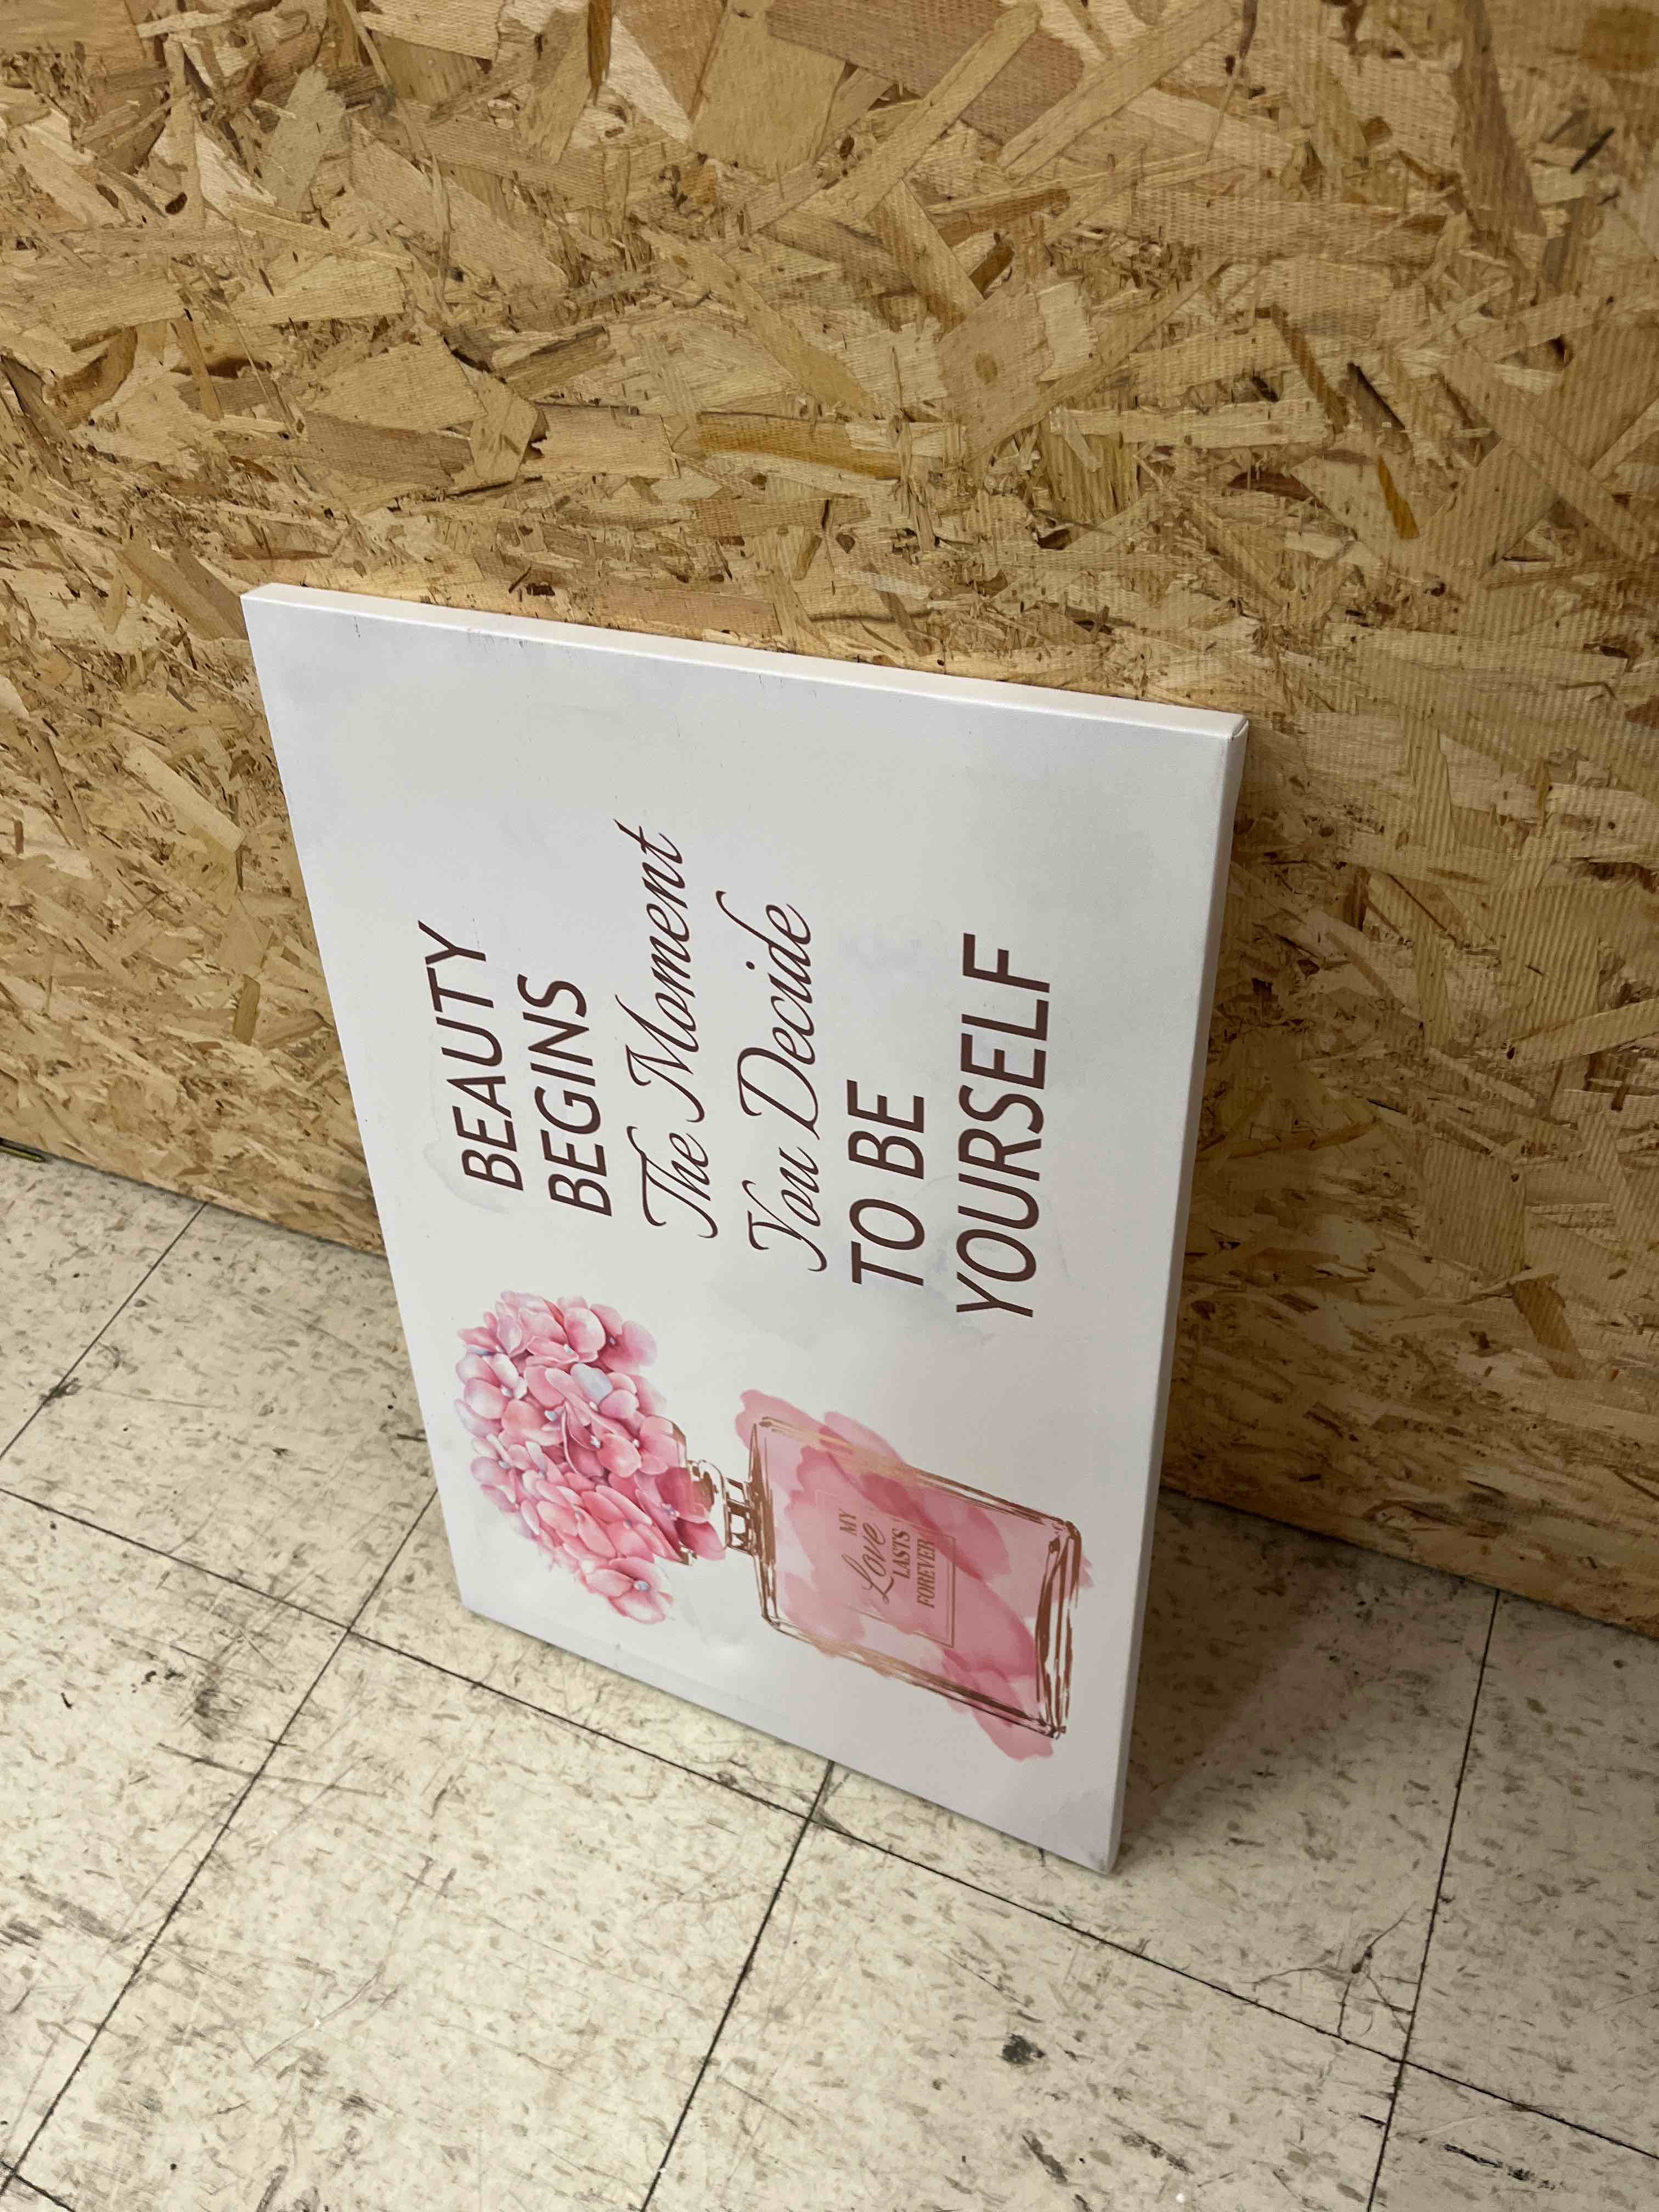 BEAUTY
BEGINS
The Moment
You Decide
TO BE
YOURSELF
MY
Love
LASTS
FOREVER